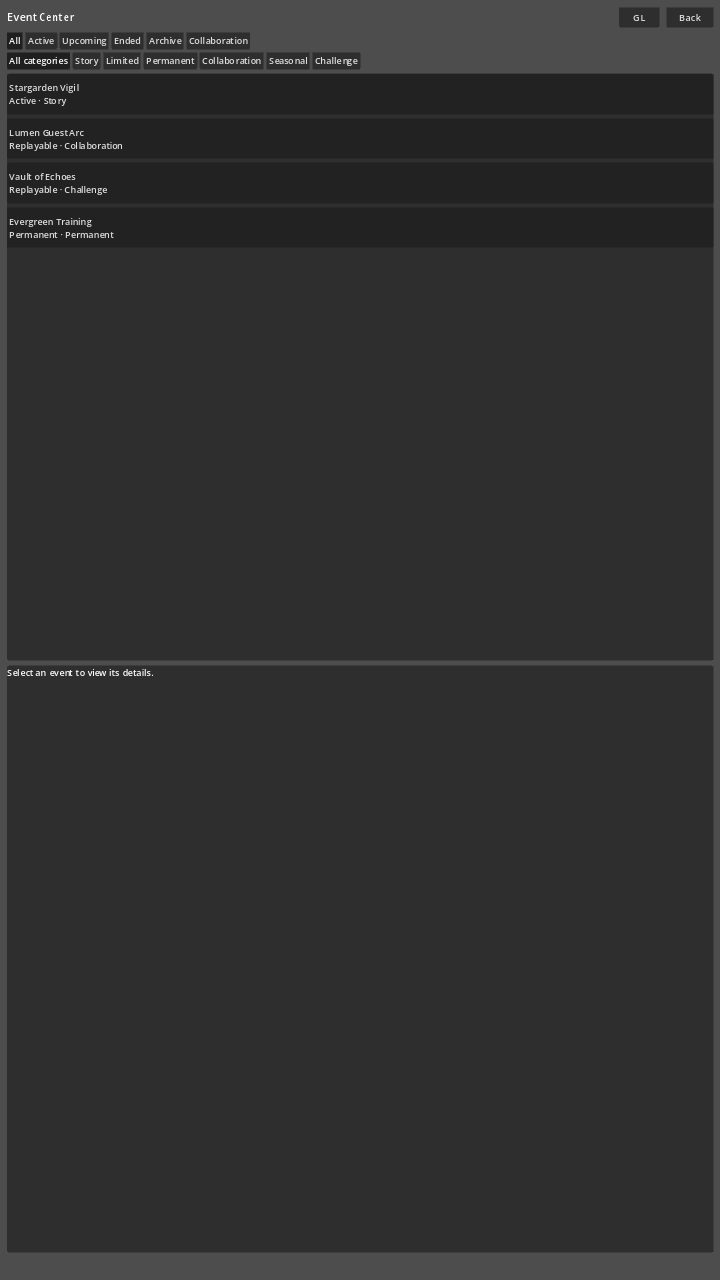 Event Center
GL
Back
All Active Upcoming Ended Archive Collaboration
All categories Story Limited Permanent Collaboration Seasonal Challenge
Stargarden Vigil
Active · Story
Lumen Guest Arc
Replayable · Collaboration
Vault of Echoes
Replayable · Challenge
Evergreen Training
Permanent · Permanent
Select an event to view its details.